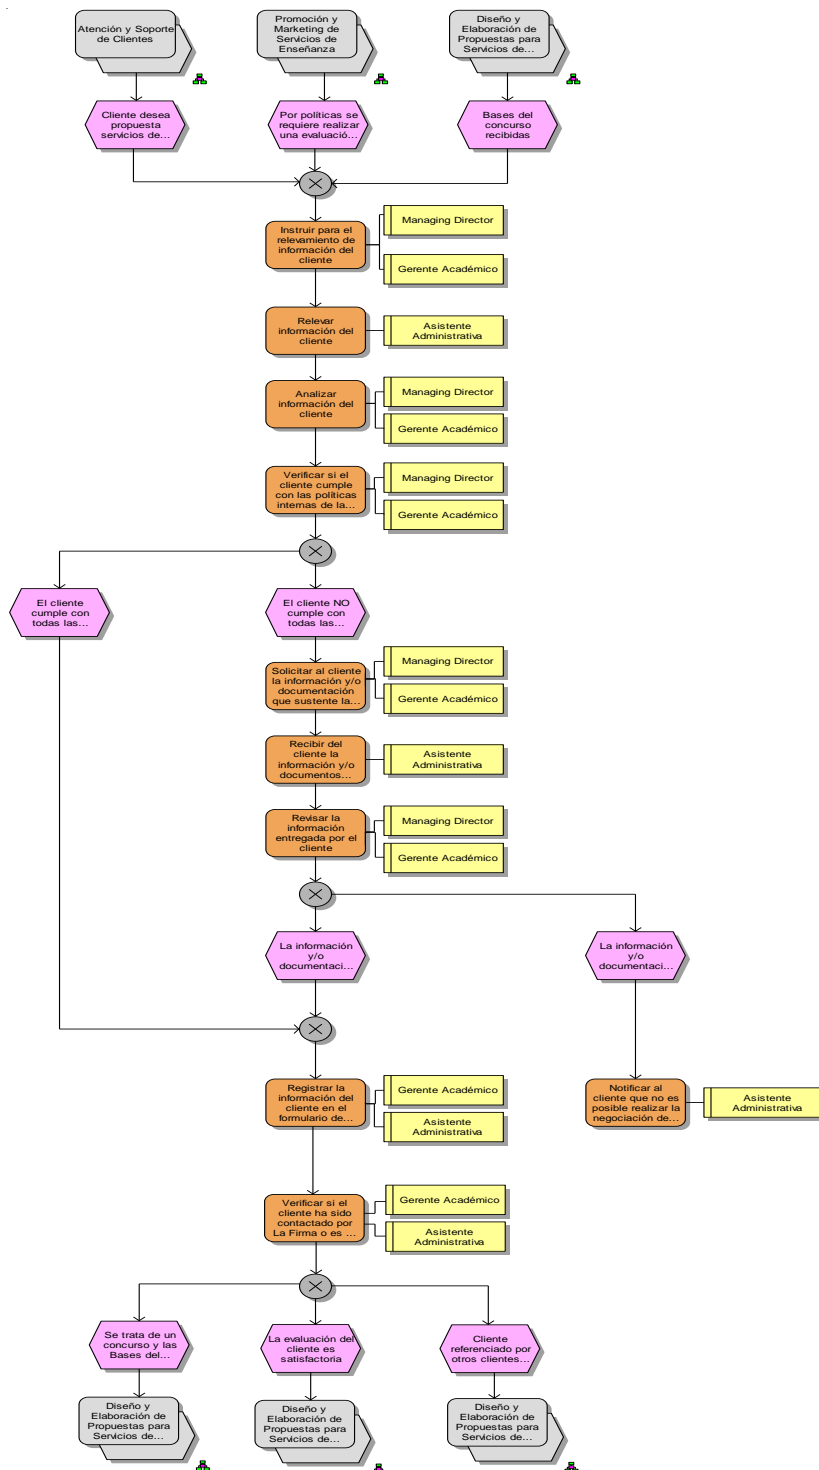 Atención y Soporte
de Clientes
Promoción y
Marketing de
Servicios de
Enseñanza
Diseño y
Elaboración de
Propuestas para
Servicios de...
Cliente desea
propuesta
servicios de...
Por políticas se
requiere realizar
una evaluació...
Bases del
concurso
recibidas
Instruir para el
relevamiento de
información del
cliente
Managing Director
Gerente Académico
Relevar
información del
cliente
Asistente
Administrativa
Analizar
información del
cliente
Managing Director
Gerente Académico
Verificar si el
cliente cumple
con las políticas
internas de la...
Managing Director
Gerente Académico
El cliente
cumple con
todas las...
El cliente NO
cumple con
todas las...
Solicitar al cliente
la información y/o
documentación
que sustente la...
Managing Director
Gerente Académico
Recibir del
cliente la
información y/o
documentos...
Asistente
Administrativa
Revisar la
información
entregada por el
cliente
Managing Director
Gerente Académico
La información
y/o
documentaci...
La información
y/o
documentaci...
Registrar la
información del
cliente en el
formulario de...
Gerente Académico
Asistente
Administrativa
Notificar al
cliente que no es
posible realizar la
negociación de...
Asistente
Administrativa
Verificar si el
cliente ha sido
contactado por
La Firma o es ...
Gerente Académico
Asistente
Administrativa
Se trata de un
concurso y las
Bases del...
La evaluación del
cliente es
satisfactoria
Cliente
referenciado por
otros clientes...
Diseño y
Elaboración de
Propuestas para
Servicios de...
Diseño y
Elaboración de
Propuestas para
Servicios de...
Diseño y
Elaboración de
Propuestas para
Servicios de...